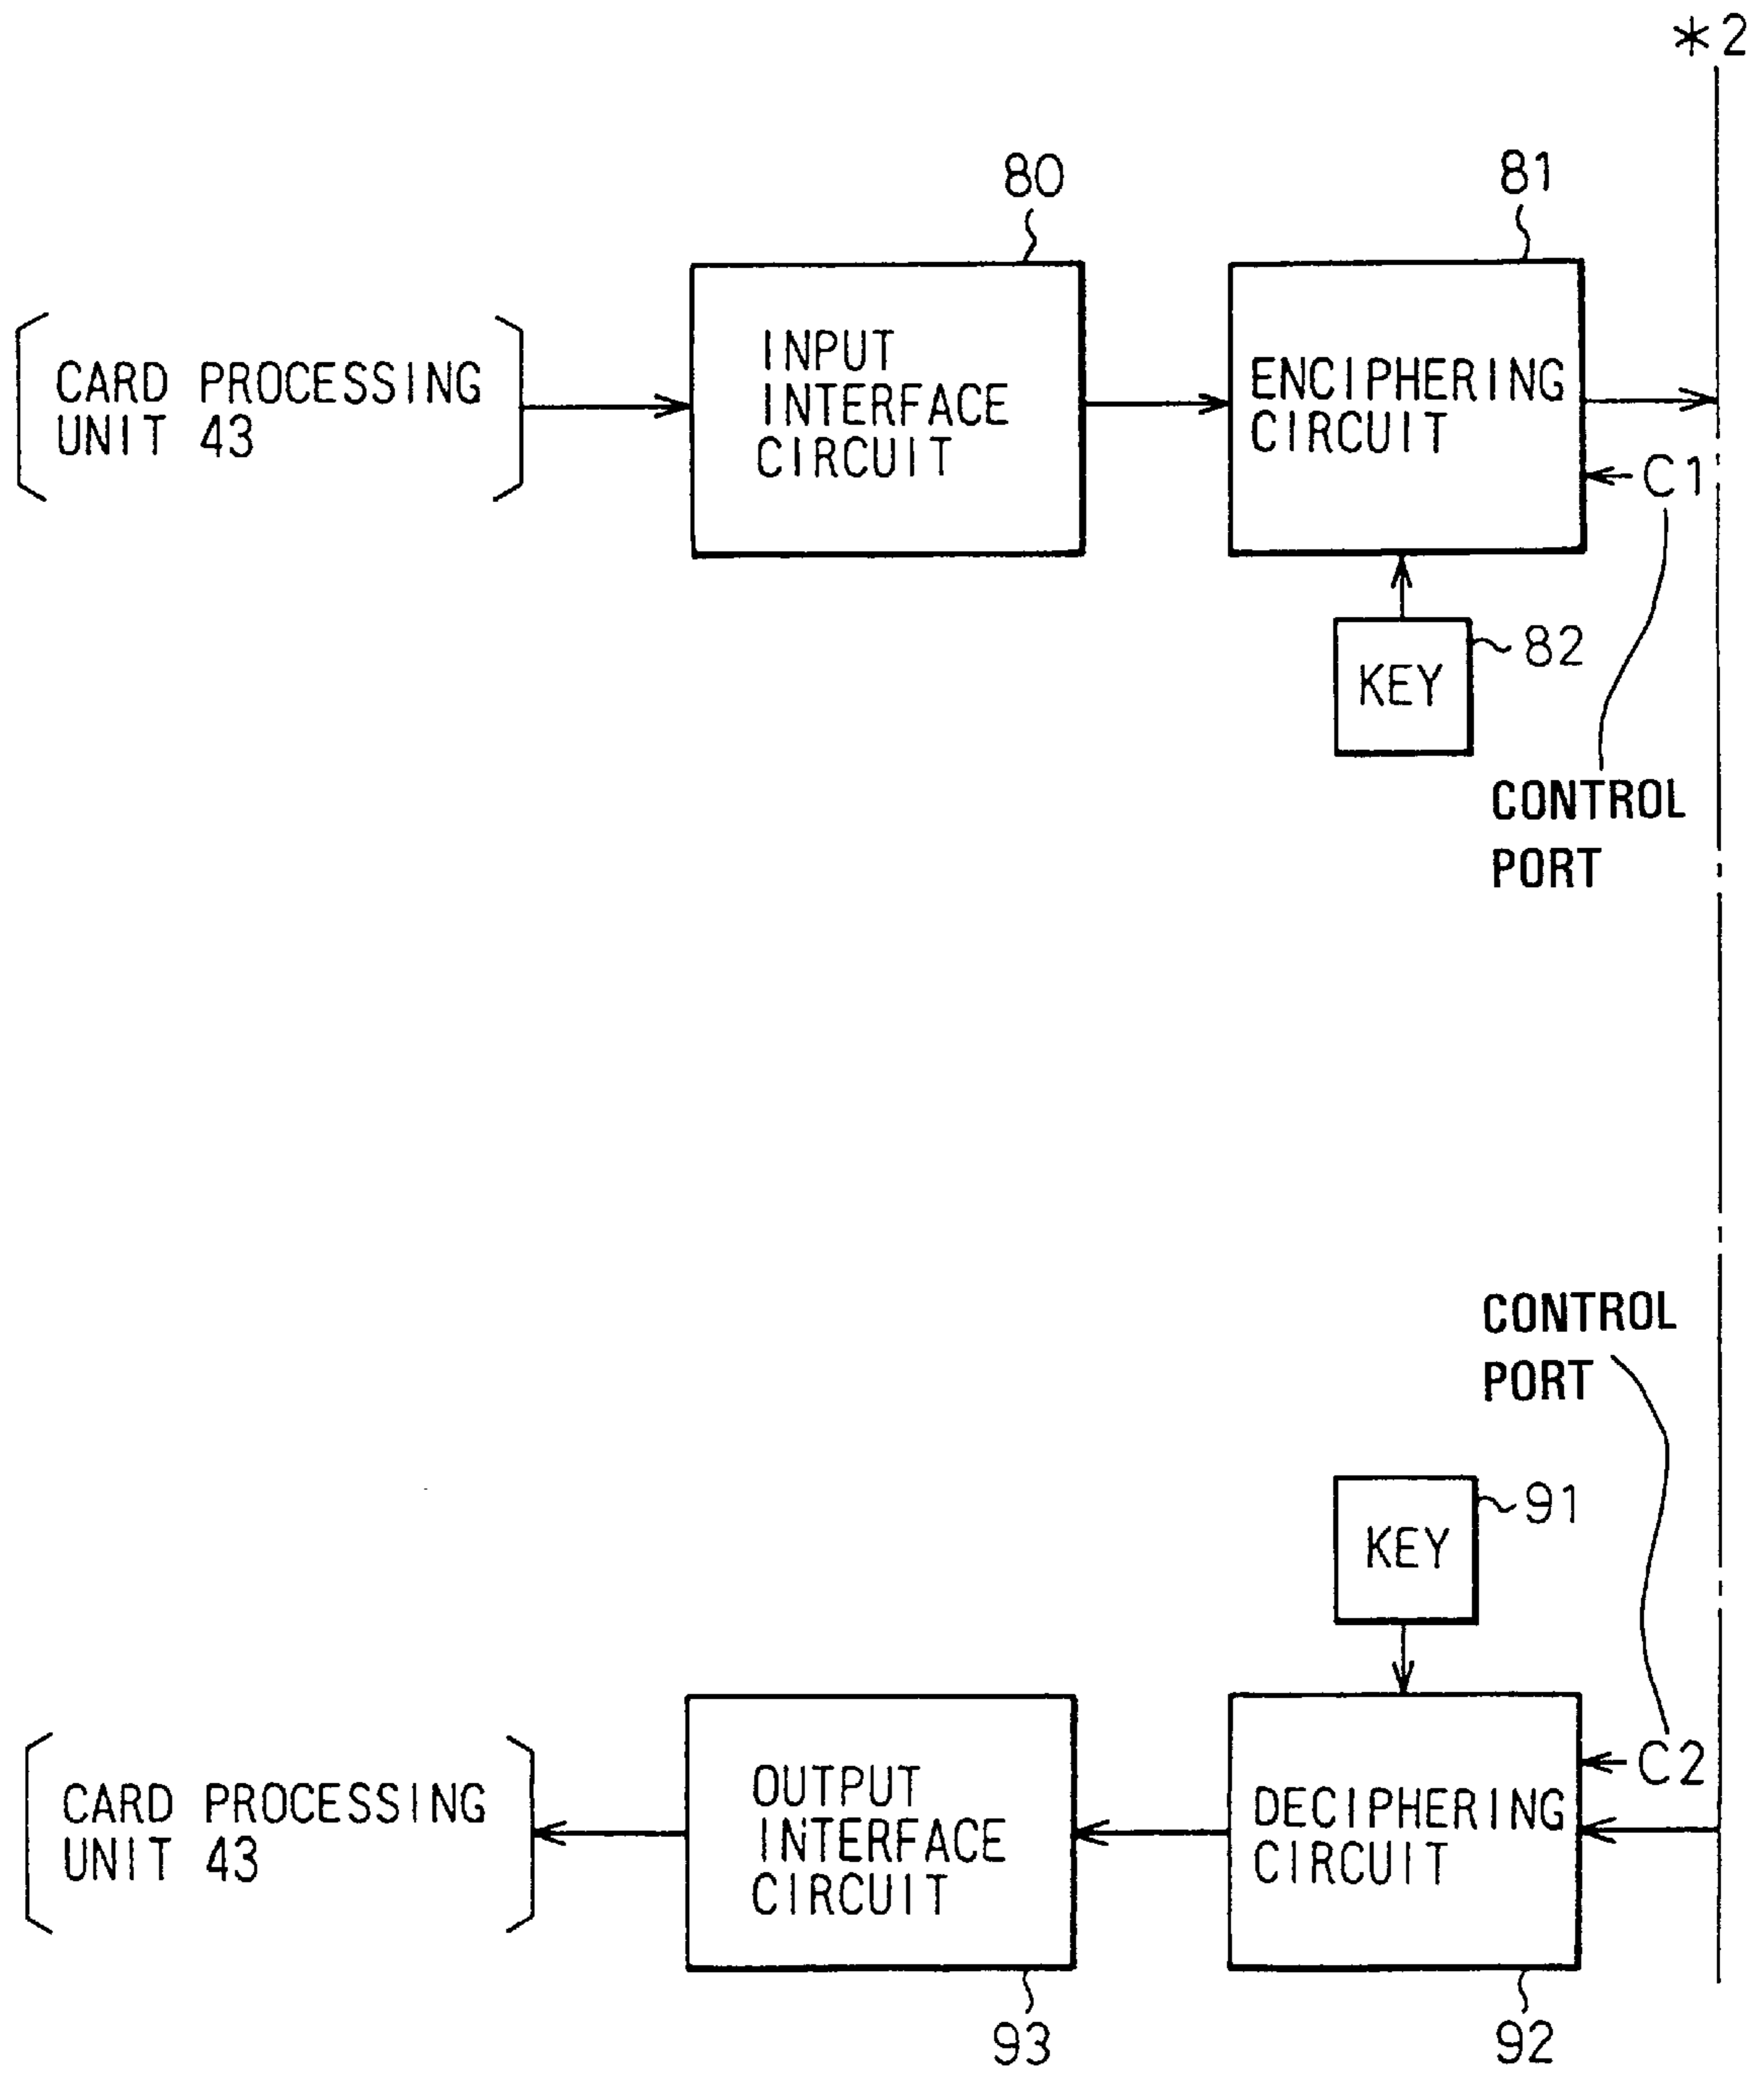 *2
80
81
CARD PROCESSING
UNIT 43
INPUT
INTERFACE
CIRCUIT
ENCIPHERING
CIRCUIT
C1
82
KEY
CONTROL
PORT
CONTROL
PORT
91
KEY
C2
CARD PROCESSING
UNIT 43
OUTPUT
INTERFACE
CIRCUIT
DECIPHERING
CIRCUIT
93
92